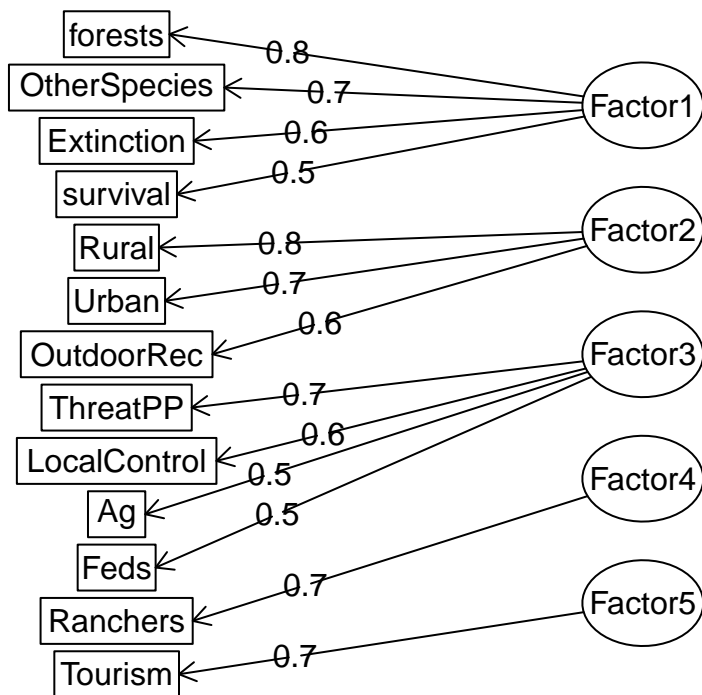 forests
0.8
OtherSpecies
0.7
Factor1
Extinction
0.6
survival
0.5
Rural
0.8
Factor2
Urban
0.7
OutdoorRec
0.6
Factor3
ThreatPP
0.7
LocalControl
0.6
Ag
0.5
Factor4
Feds
0.5
Ranchers
0.7
Factor5
Tourism
0.7